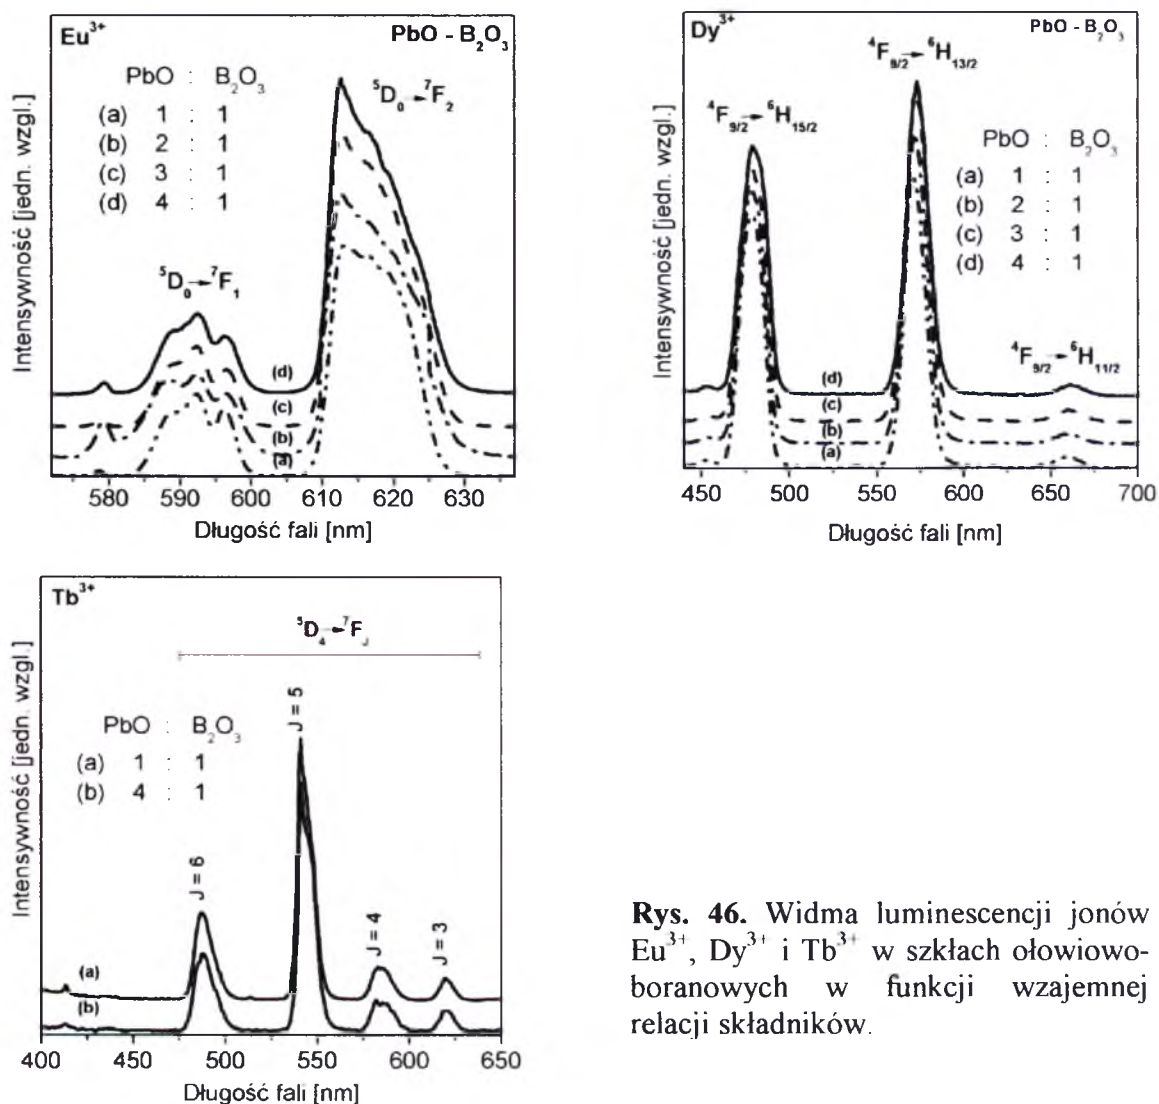 Eu³⁺ PbO - B₂O₃
PbO : B₂O₃
(a) 1 : 1
(b) 2 : 1
(c) 3 : 1
(d) 4 : 1
⁵D₀→⁷F₂
⁵D₀→⁷F₁
(d)
(c)
(b)
(a)
580 590 600 610 620 630
Długość fali [nm]
Intensywność [jedn. wzgl.]
Dy³⁺ PbO - B₂O₃
⁴F₉/₂→⁶H₁₃/₂
⁴F₉/₂→⁶H₁₅/₂
PbO : B₂O₃
(a) 1 : 1
(b) 2 : 1
(c) 3 : 1
(d) 4 : 1
⁴F₉/₂→⁶H₁₁/₂
(d)
(c)
(b)
(a)
450 500 550 600 650 700
Długość fali [nm]
Intensywność [jedn. wzgl.]
Tb³⁺
⁵D₄→⁷F_J
PbO : B₂O₃
(a) 1 : 1
(b) 4 : 1
J = 6
J = 5
J = 4
J = 3
(a)
(b)
400 450 500 550 600 650
Długość fali [nm]
Intensywność [jedn. wzgl.]
Rys. 46. Widma luminescencji jonów
Eu³⁺, Dy³⁺ i Tb³⁺ w szkłach ołowiowo-
boranowych w funkcji wzajemnej
relacji składników.